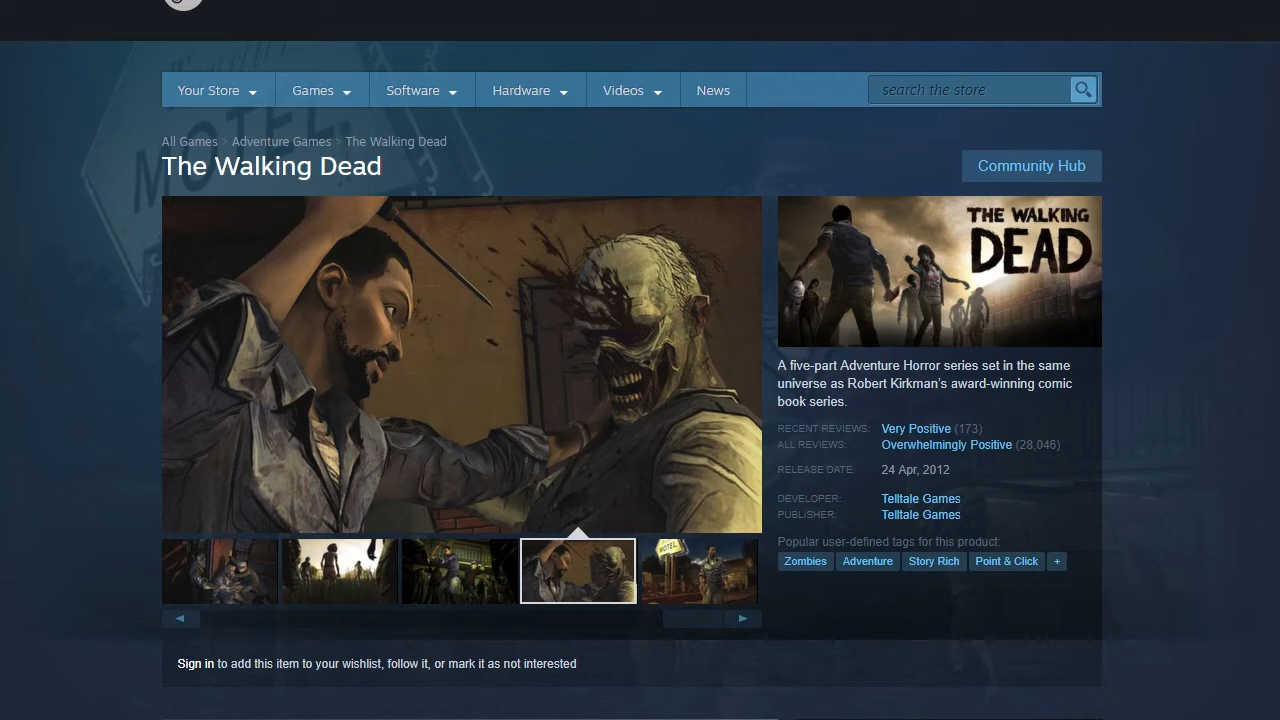 Your Store
Games
Software
Hardware
Videos
News
search the store
All Games > Adventure Games > The Walking Dead
The Walking Dead
Community Hub
THE WALKING
DEAD
A five-part Adventure Horror series set in the same
universe as Robert Kirkman's award-winning comic
book series.
RECENT REVIEWS: Very Positive (173)
ALL REVIEWS: Overwhelmingly Positive (28,046)
RELEASE DATE: 24 Apr, 2012
DEVELOPER: Telltale Games
PUBLISHER: Telltale Games
Popular user-defined tags for this product:
Zombies Adventure Story Rich Point & Click +
MOTEL
MOTEL
Sign in to add this item to your wishlist, follow it, or mark it as not interested